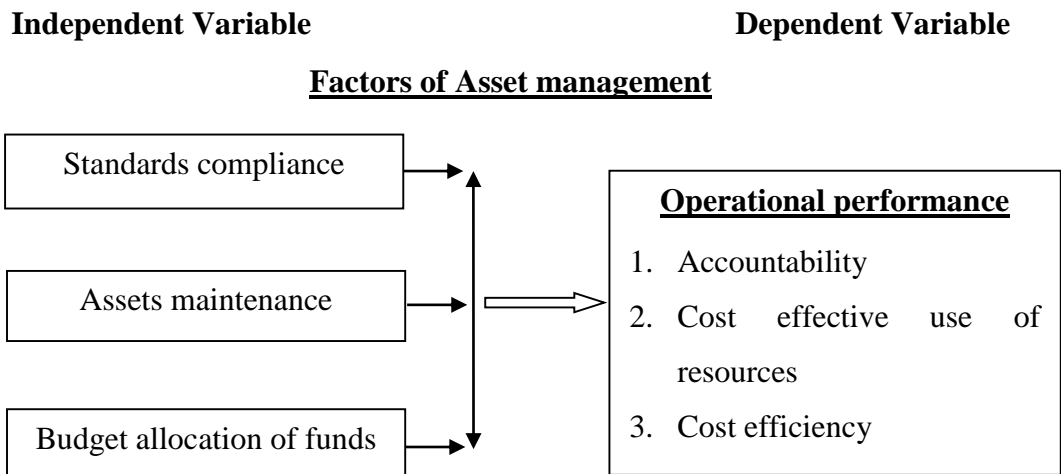 Independent Variable
Dependent Variable
Factors of Asset management
Standards compliance
Assets maintenance
Budget allocation of funds
Operational performance
1. Accountability
2. Cost effective use of
resources
3. Cost efficiency